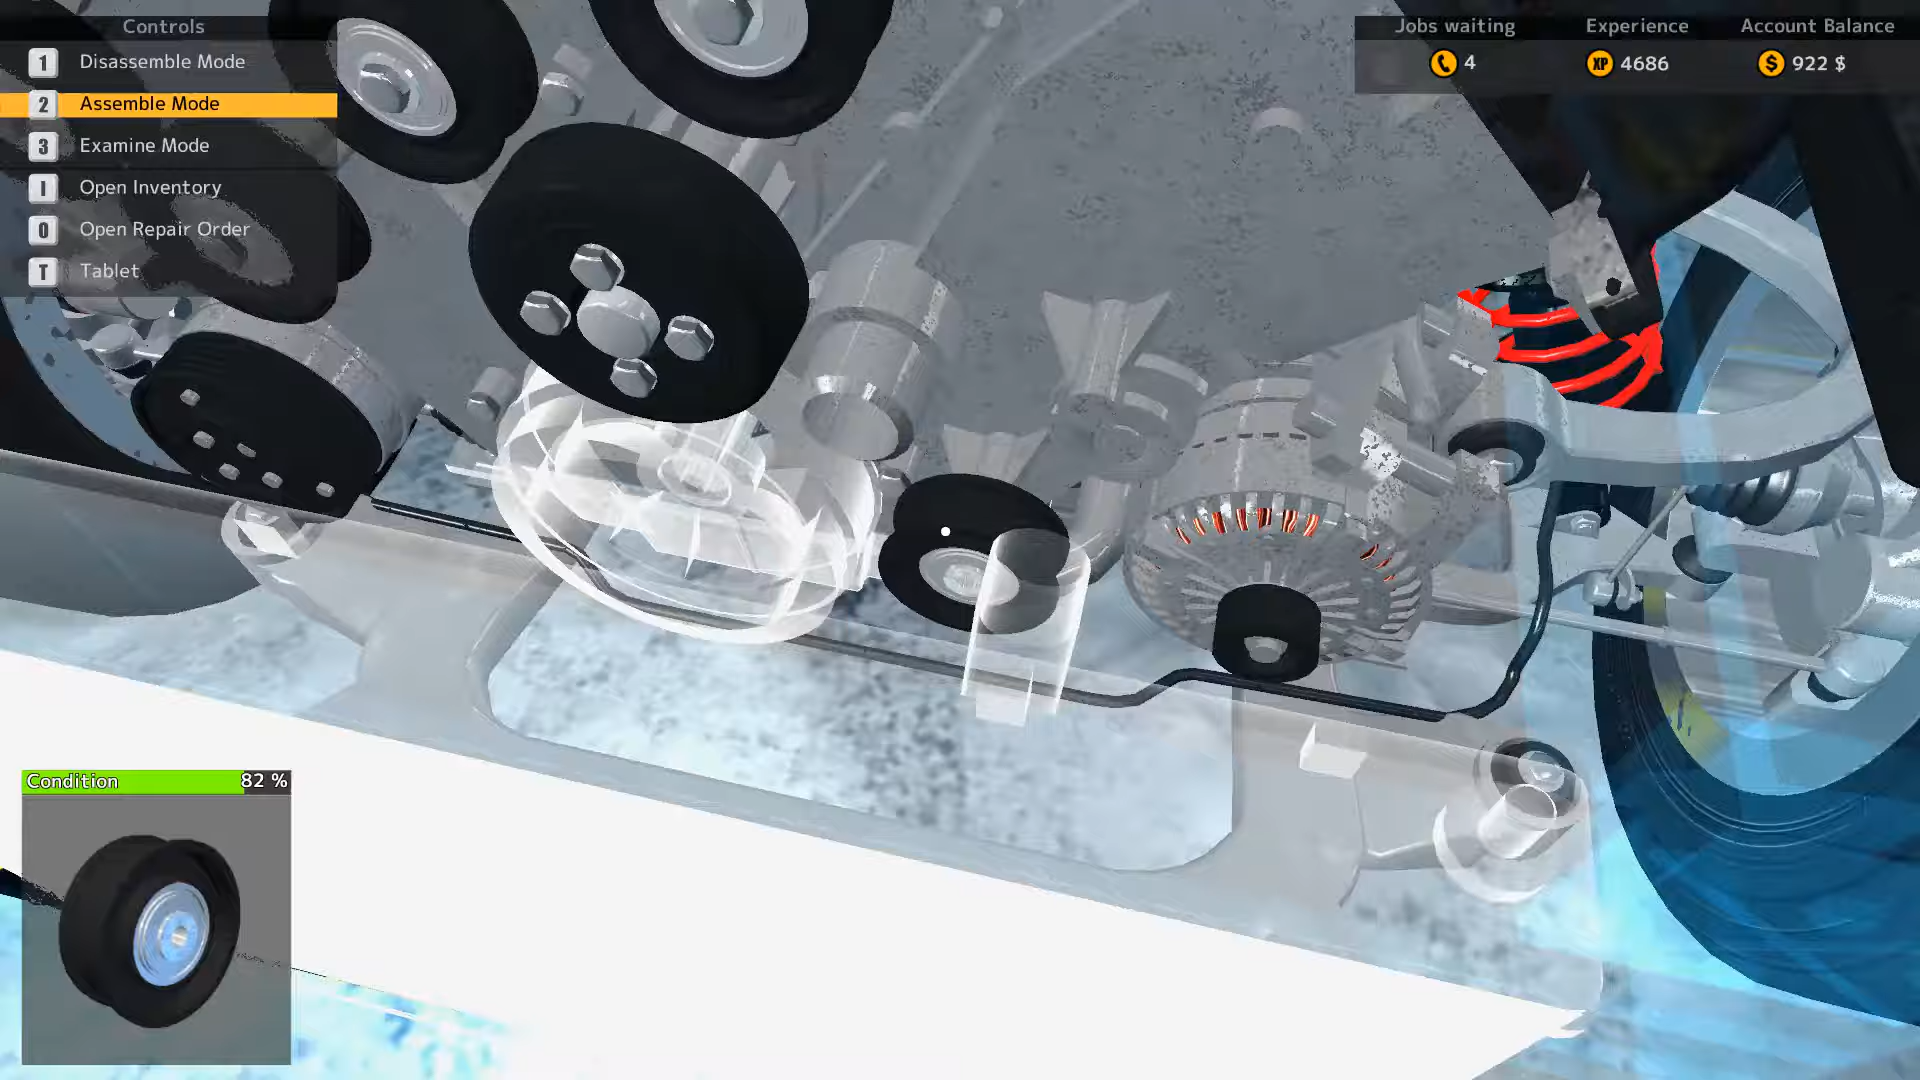 Controls
1 Disassemble Mode
2 Assemble Mode
3 Examine Mode
I Open Inventory
O Open Repair Order
T Tablet
Jobs waiting Experience Account Balance
4 XP 4686 $ 922 $
Condition 82 %